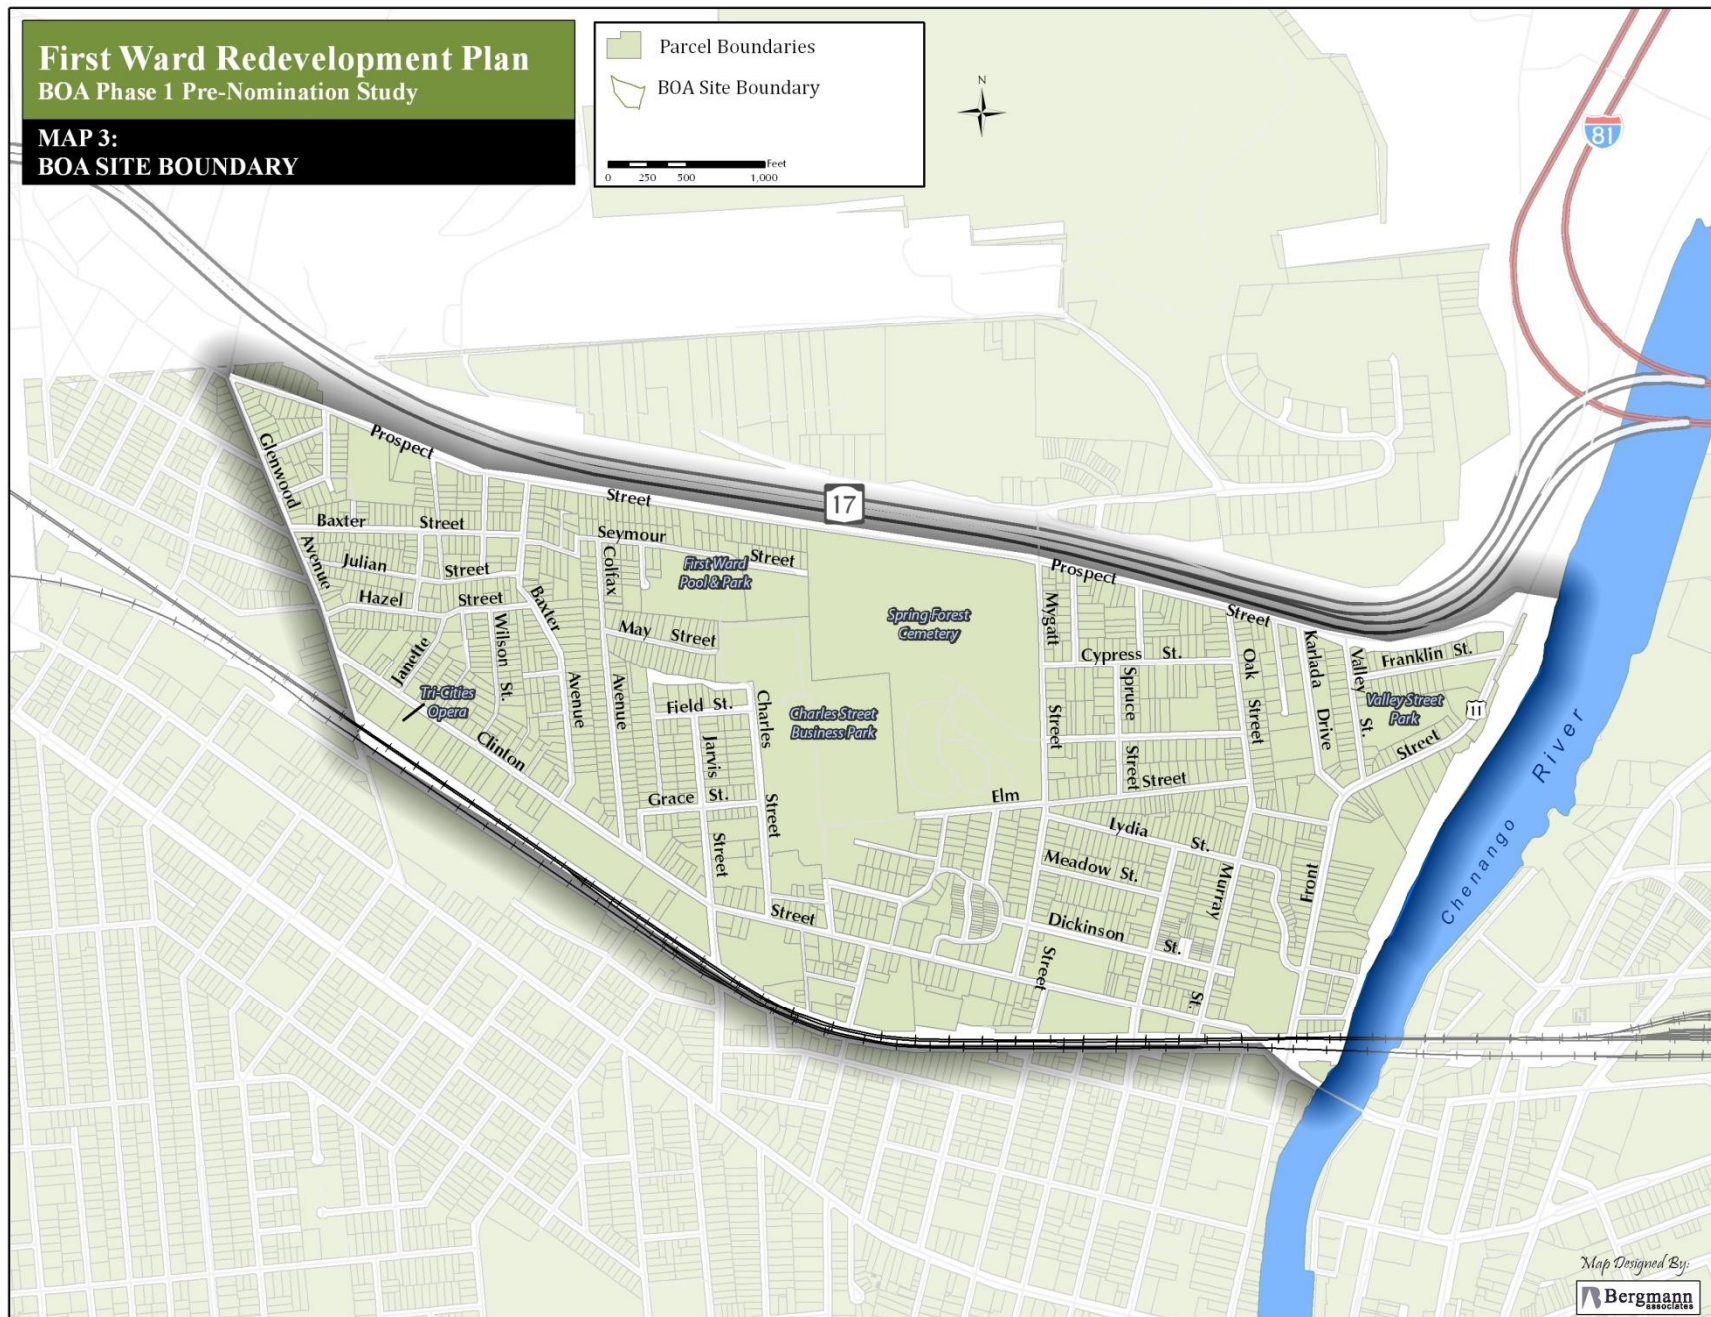 First Ward Redevelopment Plan
BOA Phase 1 Pre-Nomination Study
MAP 3:
BOA SITE BOUNDARY
Parcel Boundaries
BOA Site Boundary
Feet
0 250 500 1,000
N
81
17
Prospect
Street
Glenwood
Avenue
Baxter Street
Seymour
Street
Colfax
Avenue
First Ward
Pool & Park
Julian Street
Hazel Street
Baxter
Avenue
Wilson
St.
Janette
May Street
Tri-Cities
Opera
Clinton
Street
Field St.
Jarvis
Street
Charles
Street
Grace St.
Charles Street
Business Park
Spring Forest
Cemetery
Prospect
Street
Mygatt
Street
Street
Cypress St.
Spruce
Street
Oak
Street
Karlada
Drive
Valley
St.
Franklin St.
Valley Street
Park
11
Front
Street
Elm Street
Lydia St.
Meadow St.
Murray
St.
Dickinson St.
Chenango River
Map Designed By:
Bergmann
associates